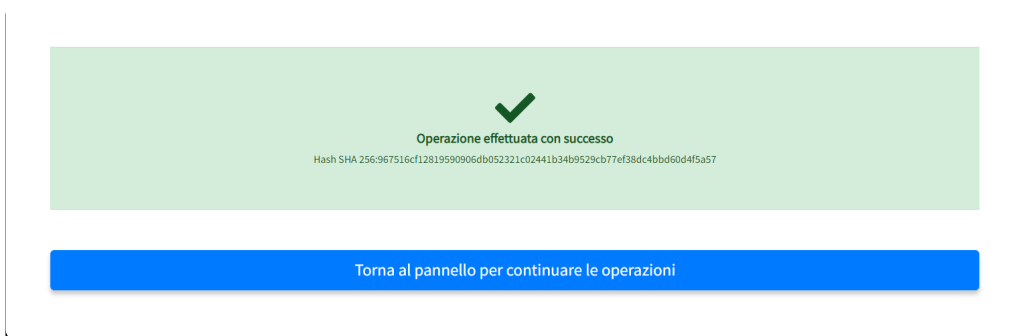 Operazione effettuata con successo
Hash SHA 256:967516cf12819590906db052321c02441b34b9529cb77ef38dc4bbd60d4f5a57
Torna al pannello per continuare le operazioni